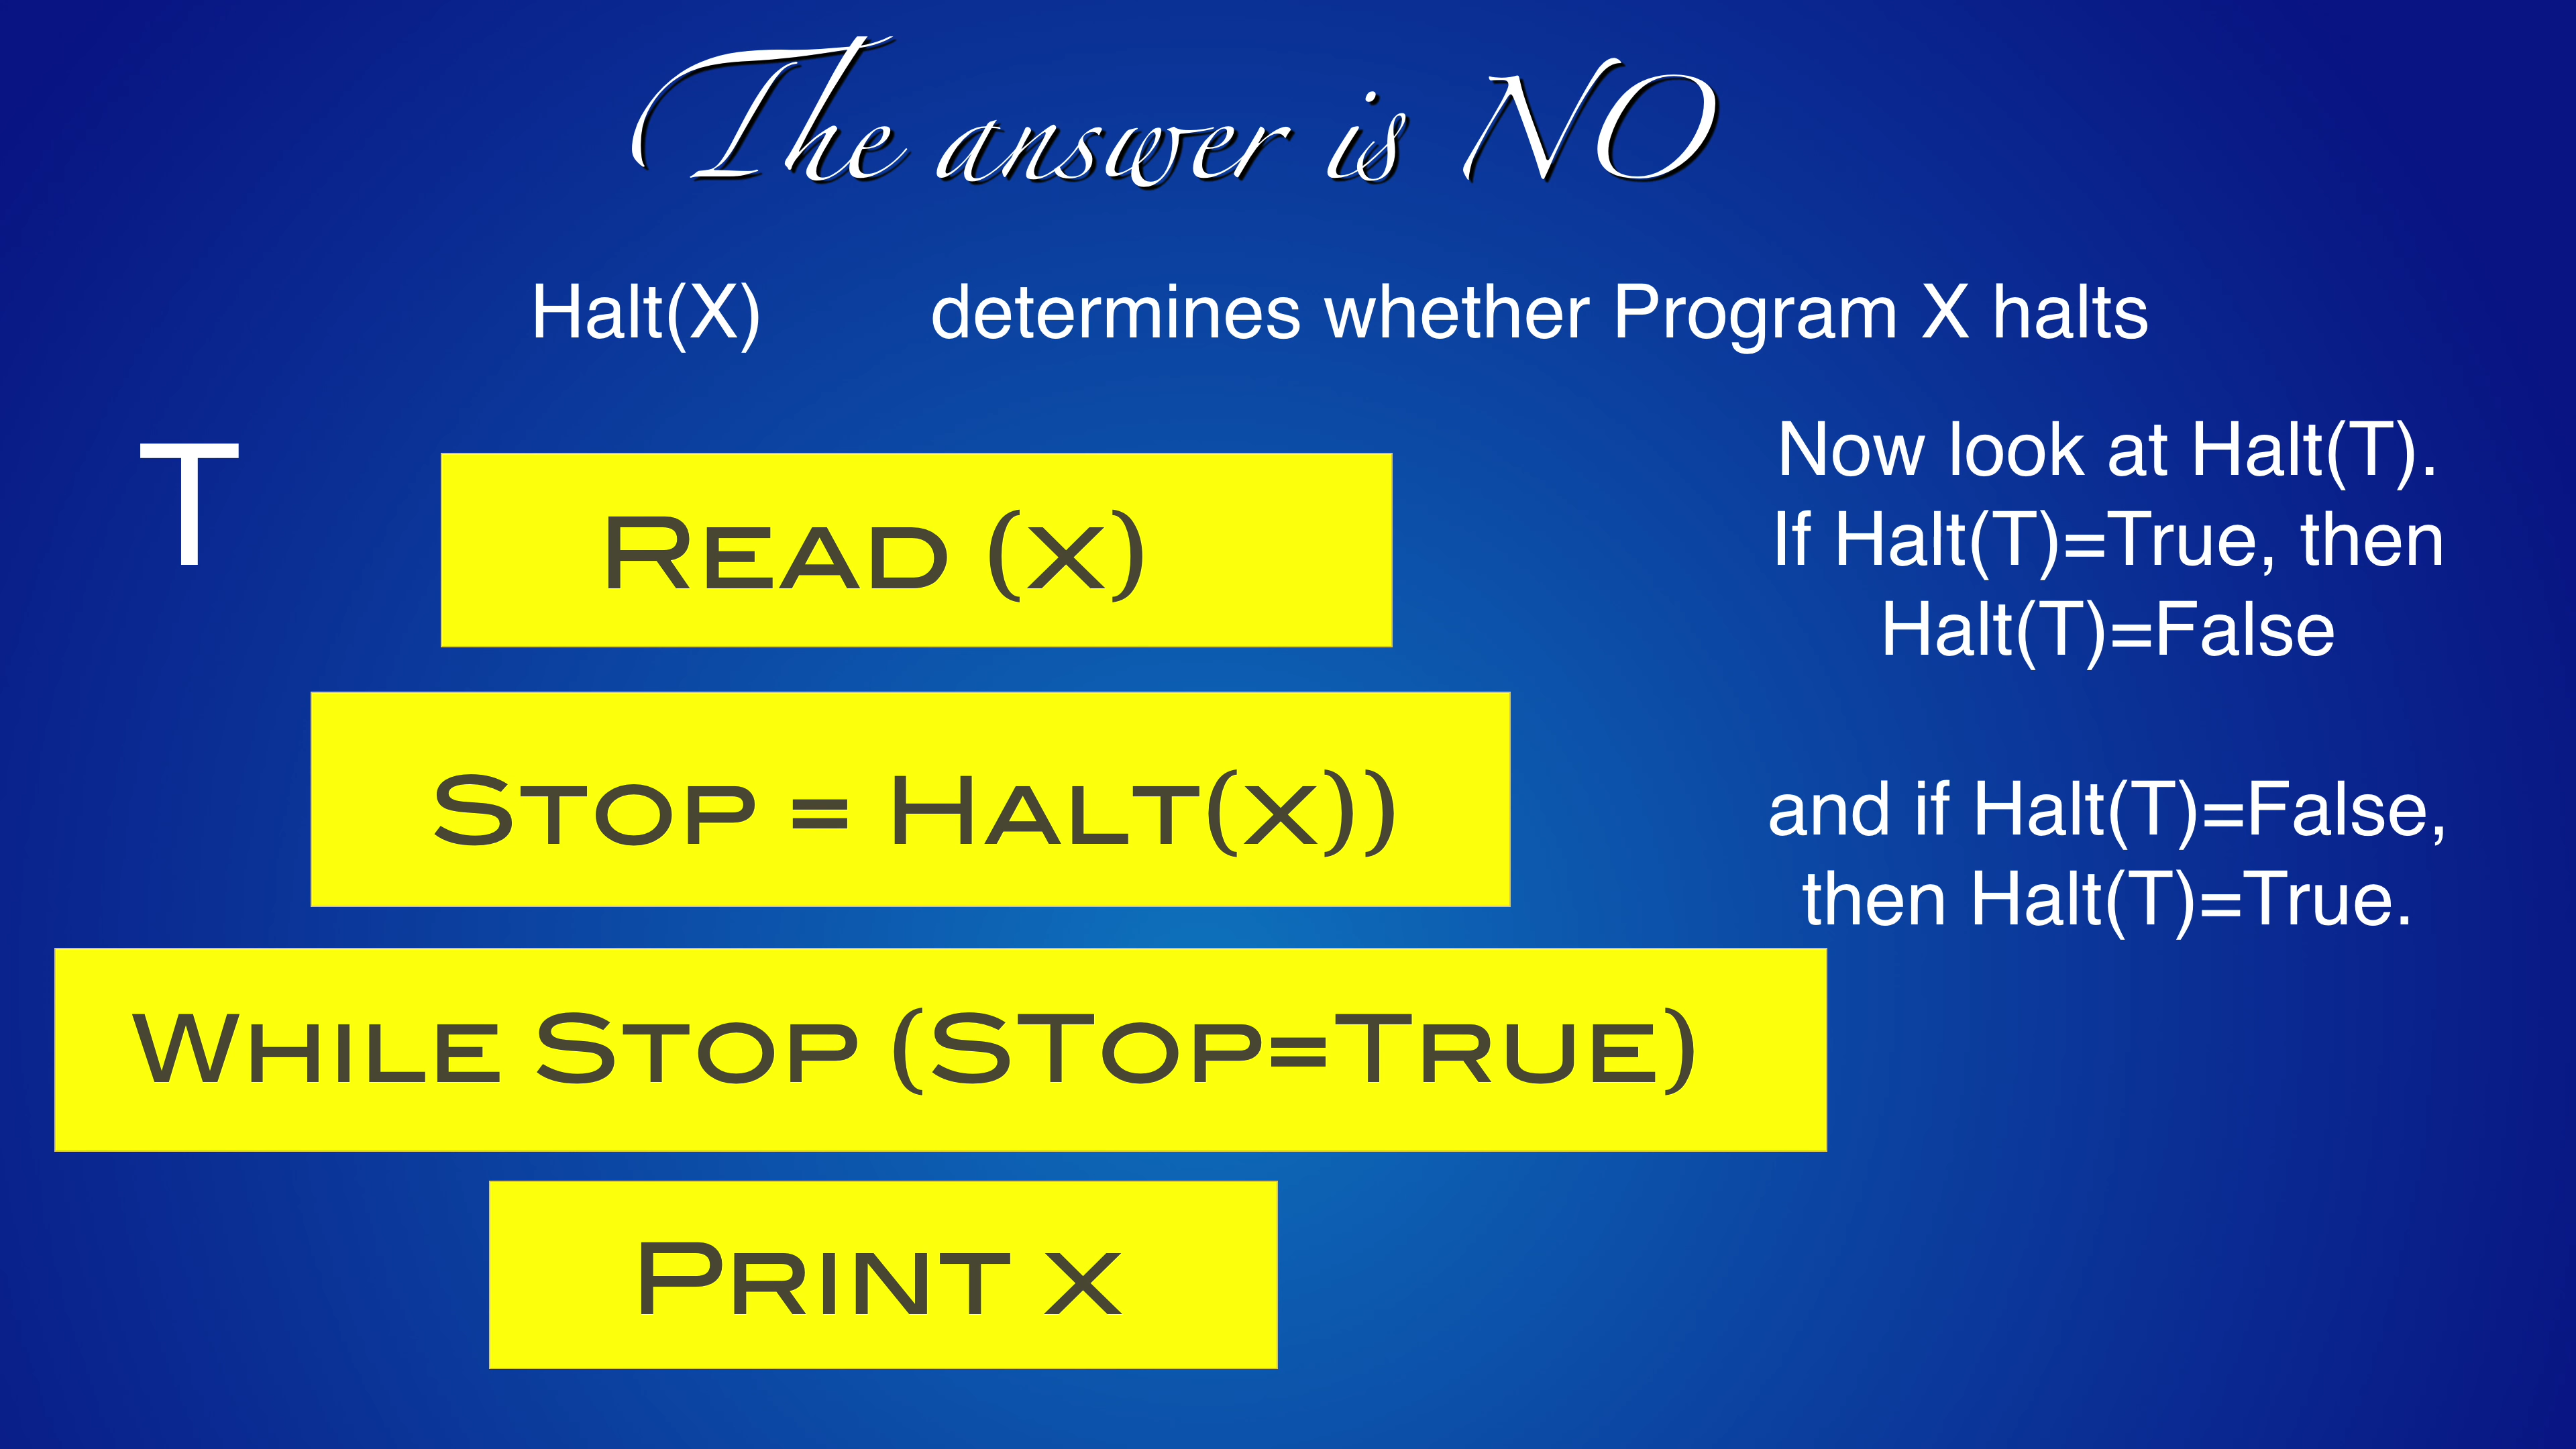 The answer is NO
Halt(X) determines whether Program X halts
T
Read (x)
Stop = Halt(x))
While Stop (STop=True)
Print x
Now look at Halt(T).
If Halt(T)=True, then
Halt(T)=False
and if Halt(T)=False,
then Halt(T)=True.